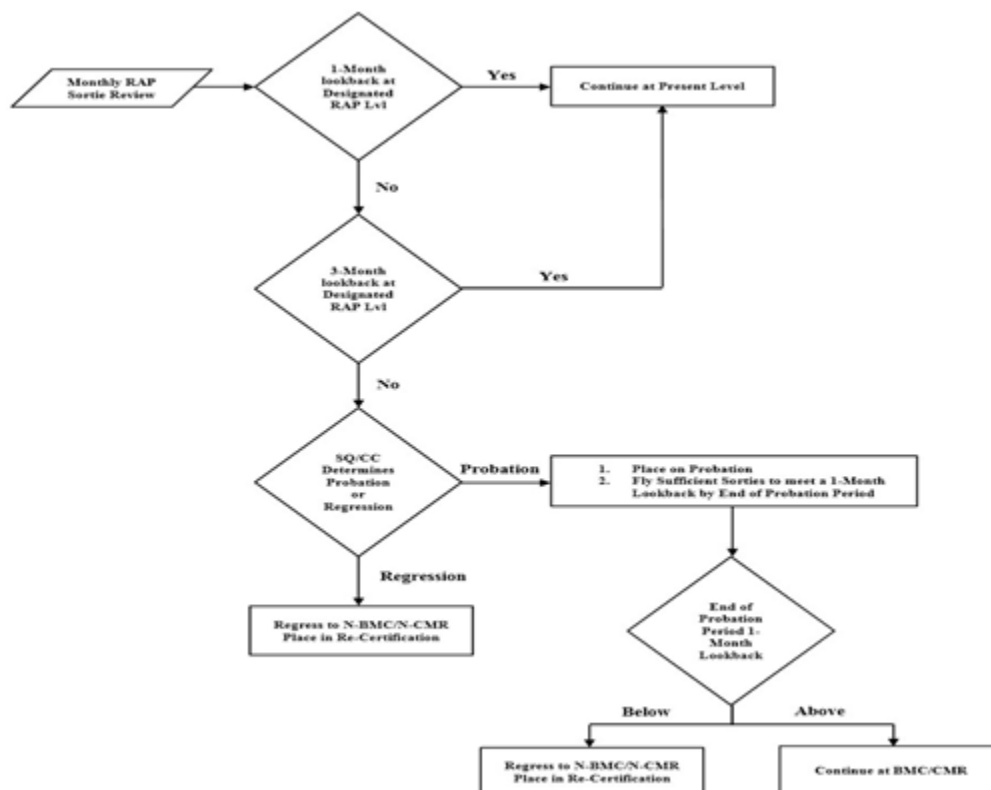 Monthly RAP
Sortie Review
1-Month
lookback at
Designated
RAP Lvl
Yes
Continue at Present Level
No
3-Month
lookback at
Designated
RAP Lvl
Yes
No
SQ/CC
Determines
Probation
or
Regression
Probation
1. Place on Probation
2. Fly Sufficient Sorties to meet a 1-Month
Lookback by End of Probation Period
Regression
Regress to N-BMC/N-CMR
Place in Re-Certification
End of
Probation
Period 1-
Month
Lookback
Below
Above
Regress to N-BMC/N-CMR
Place in Re-Certification
Continue at BMC/CMR